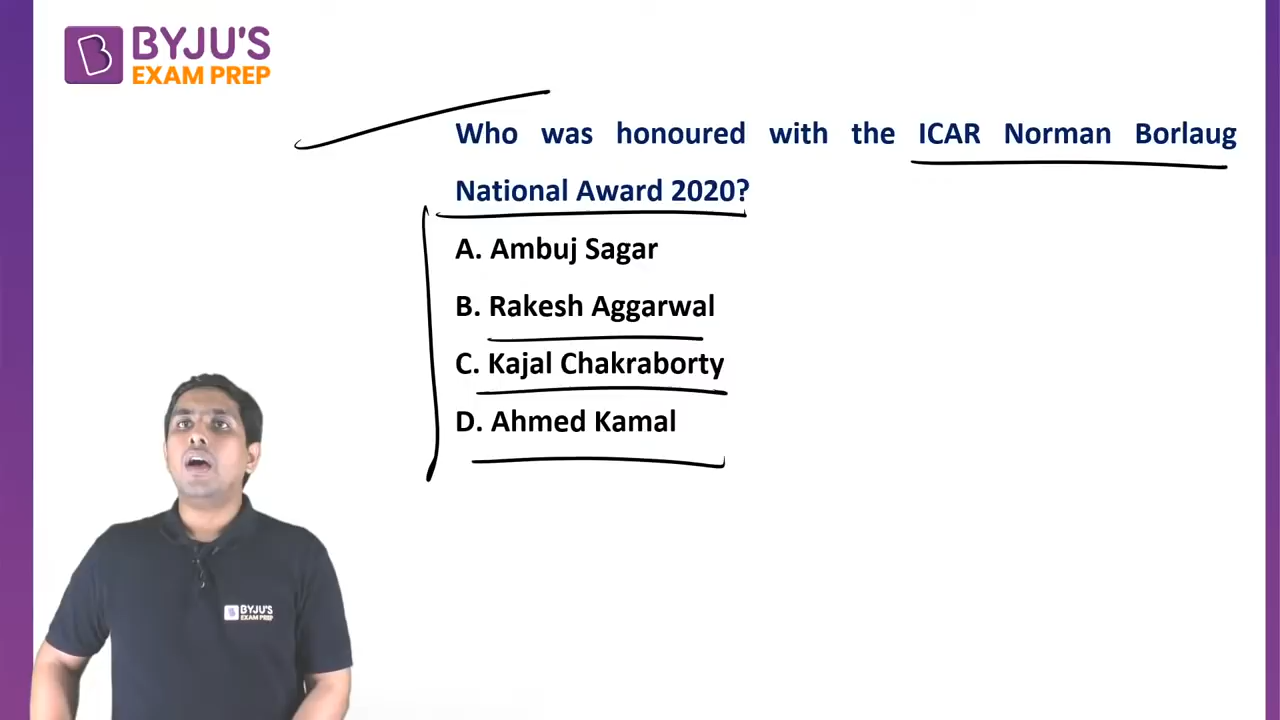 BYJU'S
EXAM PREP
Who was honoured with the ICAR Norman Borlaug
National Award 2020?
A. Ambuj Sagar
B. Rakesh Aggarwal
C. Kajal Chakraborty
D. Ahmed Kamal
BYJU'S
EXAM PREP